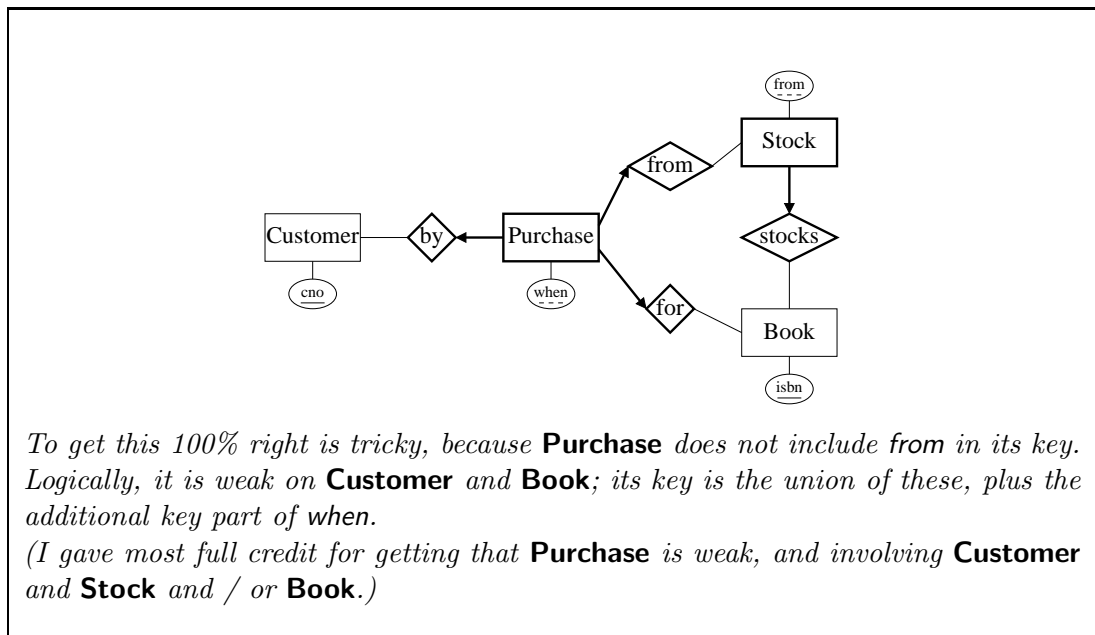 from
Stock
from
Customer
by
Purchase
stocks
cno
when
for
Book
isbn
To get this 100% right is tricky, because Purchase does not include from in its key.
Logically, it is weak on Customer and Book; its key is the union of these, plus the
additional key part of when.
(I gave most full credit for getting that Purchase is weak, and involving Customer
and Stock and / or Book.)